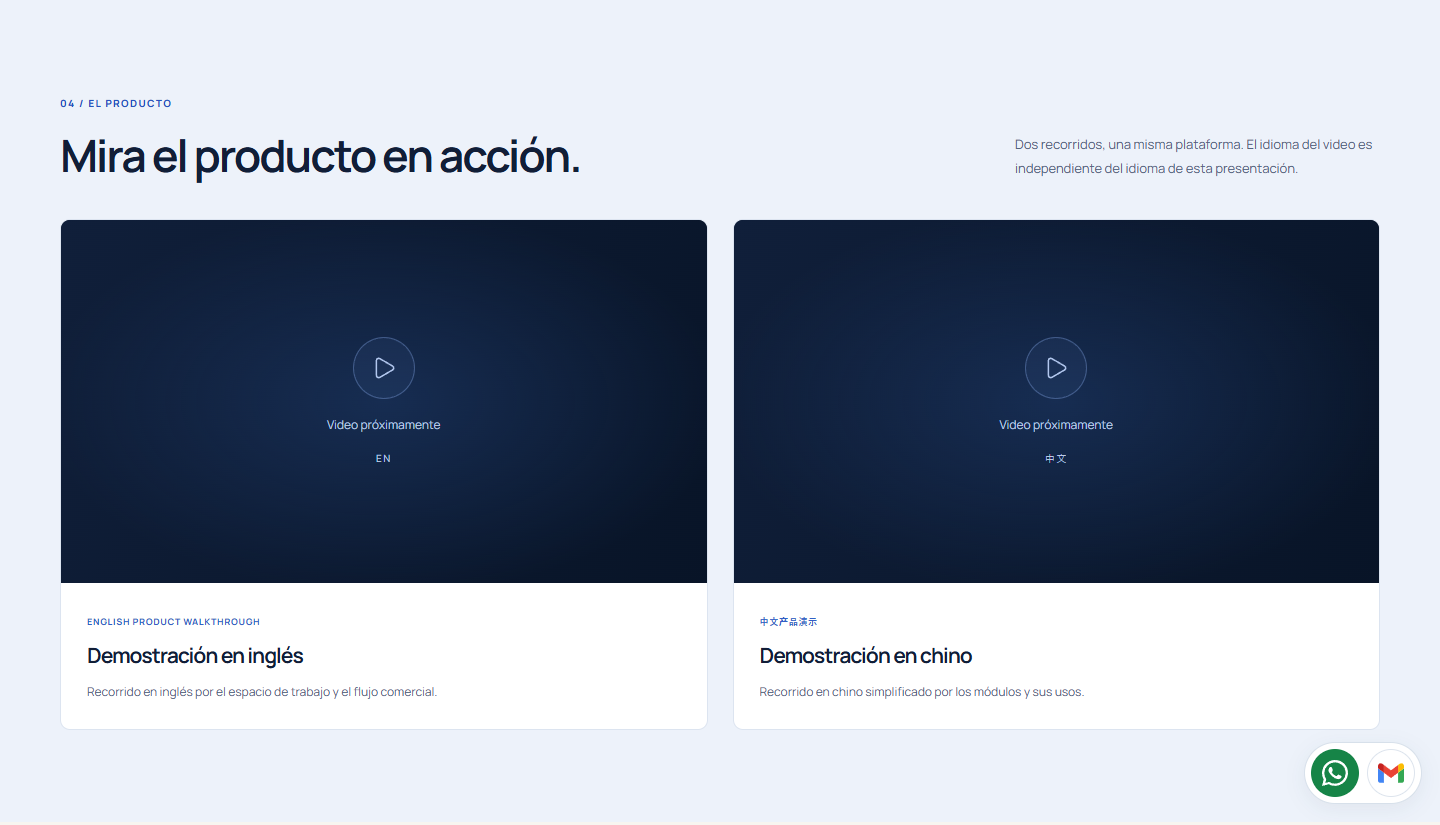 04 / EL PRODUCTO
Mira el producto en acción.
Dos recorridos, una misma plataforma. El idioma del video es
independiente del idioma de esta presentación.
Video próximamente
EN
Video próximamente
中文
ENGLISH PRODUCT WALKTHROUGH
Demostración en inglés
Recorrido en inglés por el espacio de trabajo y el flujo comercial.
中文产品演示
Demostración en chino
Recorrido en chino simplificado por los módulos y sus usos.